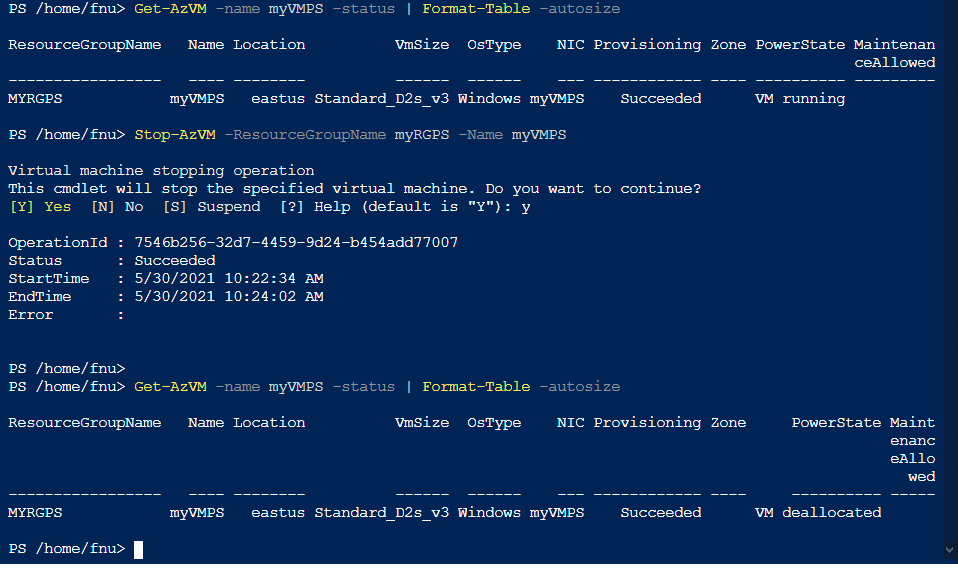 PS /home/fnu> Get-AzVM -name myVMPS -status | Format-Table -autosize
ResourceGroupName   Name Location          VmSize  OsType    NIC Provisioning Zone PowerState Maintenan
ceAllowed
-----------------   ---- --------          ------  ------    --- ------------ ---- ---------- ---------
MYRGPS            myVMPS   eastus Standard_D2s_v3 Windows myVMPS    Succeeded      VM running
PS /home/fnu> Stop-AzVM -ResourceGroupName myRGPS -Name myVMPS
Virtual machine stopping operation
This cmdlet will stop the specified virtual machine. Do you want to continue?
[Y] Yes  [N] No  [S] Suspend  [?] Help (default is "Y"): y
OperationId : 7546b256-32d7-4459-9d24-b454add77007
Status      : Succeeded
StartTime   : 5/30/2021 10:22:34 AM
EndTime     : 5/30/2021 10:24:02 AM
Error       :
PS /home/fnu>
PS /home/fnu> Get-AzVM -name myVMPS -status | Format-Table -autosize
ResourceGroupName   Name Location          VmSize  OsType    NIC Provisioning Zone     PowerState Maint
enanc
eAllo
wed
-----------------   ---- --------          ------  ------    --- ------------ ----     ---------- -----
MYRGPS            myVMPS   eastus Standard_D2s_v3 Windows myVMPS    Succeeded      VM deallocated
PS /home/fnu>